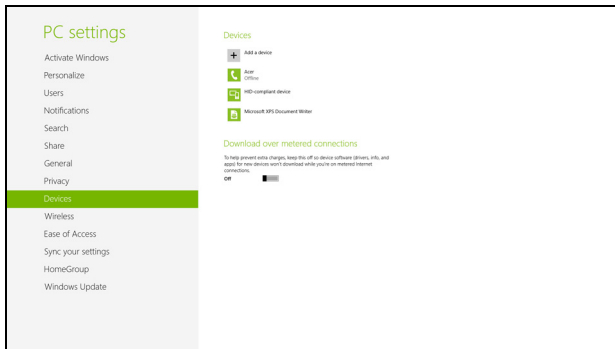 PC settings
Activate Windows
Personalize
Users
Notifications
Search
Share
General
Privacy
Devices
Wireless
Ease of Access
Sync your settings
HomeGroup
Windows Update
Devices
Add a device
Acer
Offline
HID-compliant device
Microsoft XPS Document Writer
Download over metered connections
To help prevent extra charges, keep this off so device software (drivers, info, and
apps) for new devices won't download while you're on metered Internet
connections.
Off